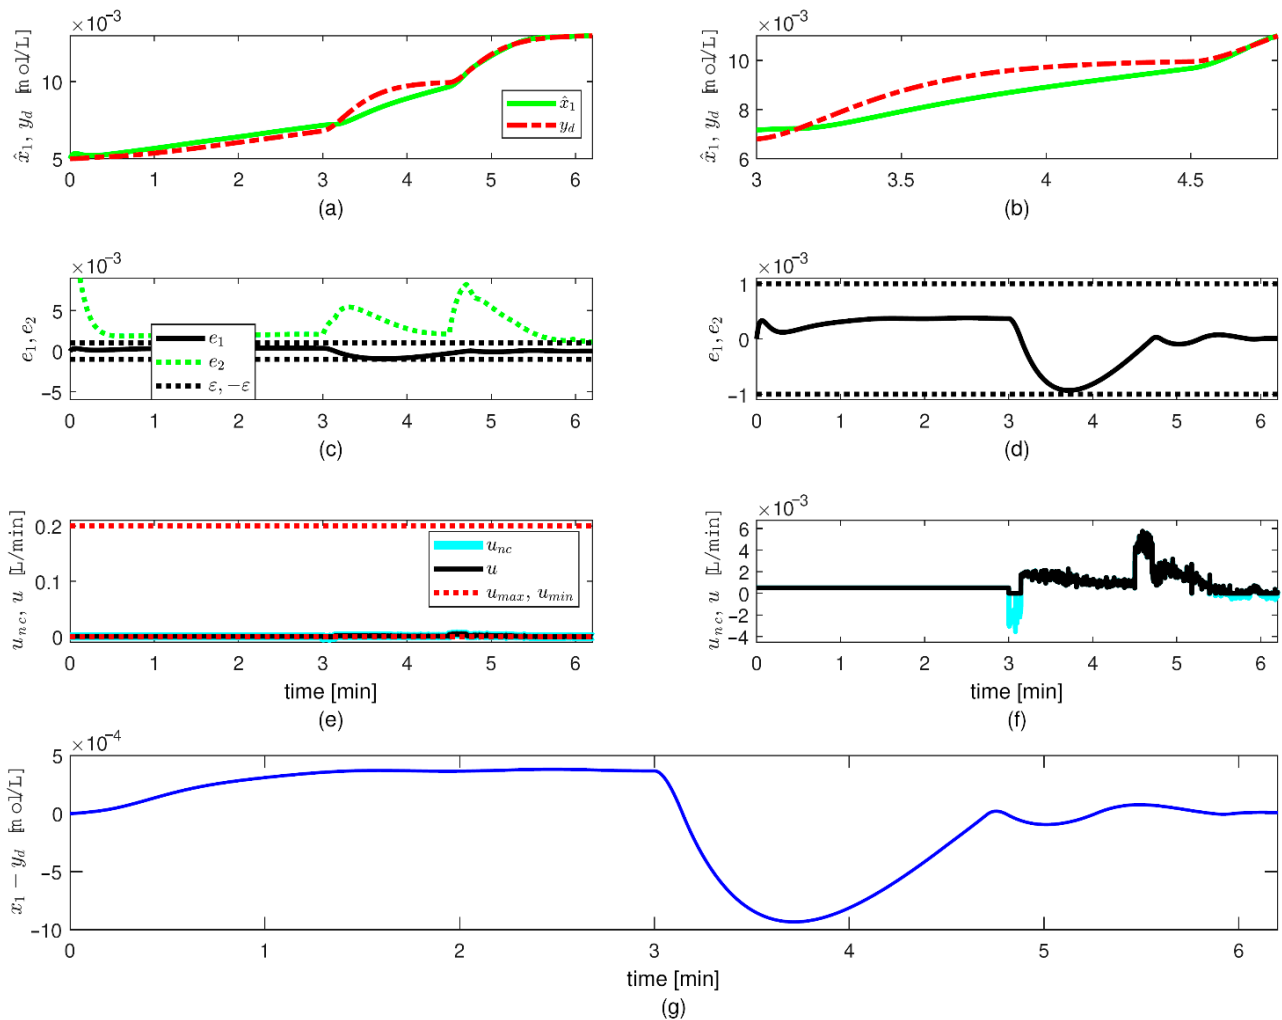 ×10⁻³
x̂₁, y_d [mol/L]
10
5
x̂₁
y_d
0 1 2 3 4 5 6
(a)
×10⁻³
x̂₁, y_d [mol/L]
10
8
6
3 3.5 4 4.5
(b)
×10⁻³
e₁, e₂
5
0
−5
e₁
e₂
ε, −ε
0 1 2 3 4 5 6
(c)
×10⁻³
e₁, e₂
1
0
−1
0 1 2 3 4 5 6
(d)
u_nc, u [L/min]
0.2
0.1
0
u_nc
u
u_max, u_min
0 1 2 3 4 5 6
time [min]
(e)
×10⁻³
u_nc, u [L/min]
6
4
2
0
−2
−4
0 1 2 3 4 5 6
time [min]
(f)
×10⁻⁴
x₁ − y_d [mol/L]
5
0
−5
−10
0 1 2 3 4 5 6
time [min]
(g)